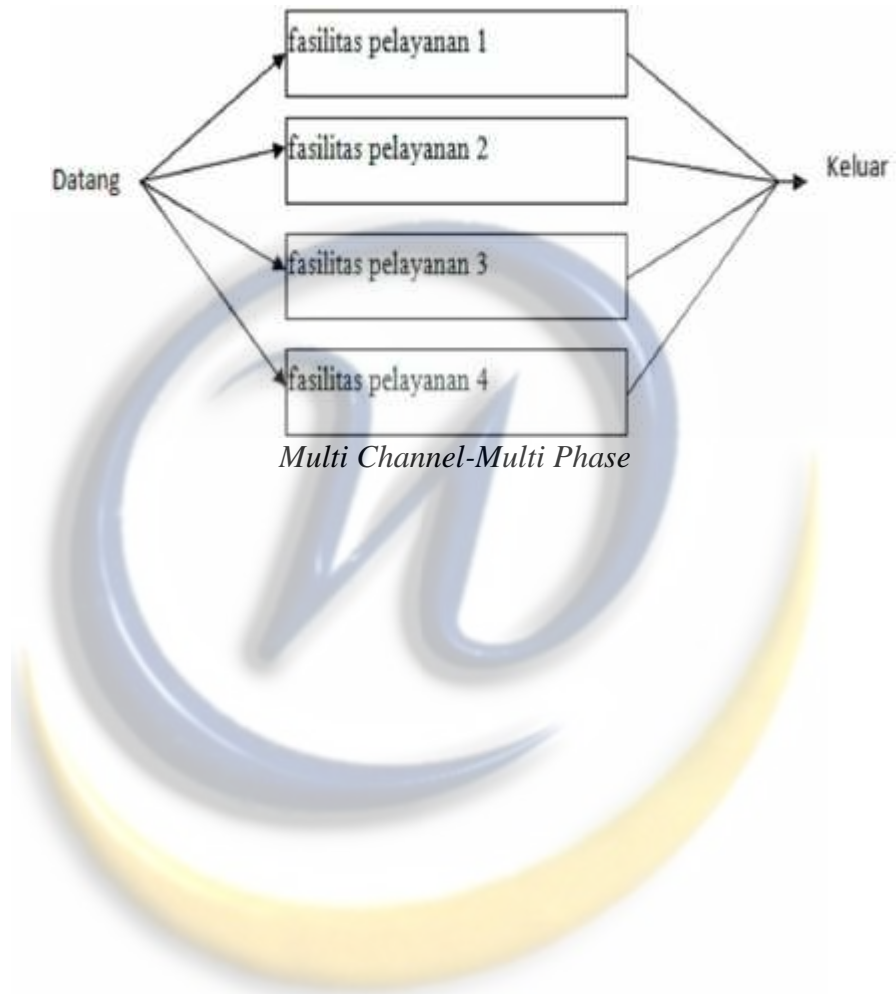 fasilitas pelayanan 1
fasilitas pelayanan 2
Datang
Keluar
fasilitas pelayanan 3
fasilitas pelayanan 4
Multi Channel-Multi Phase